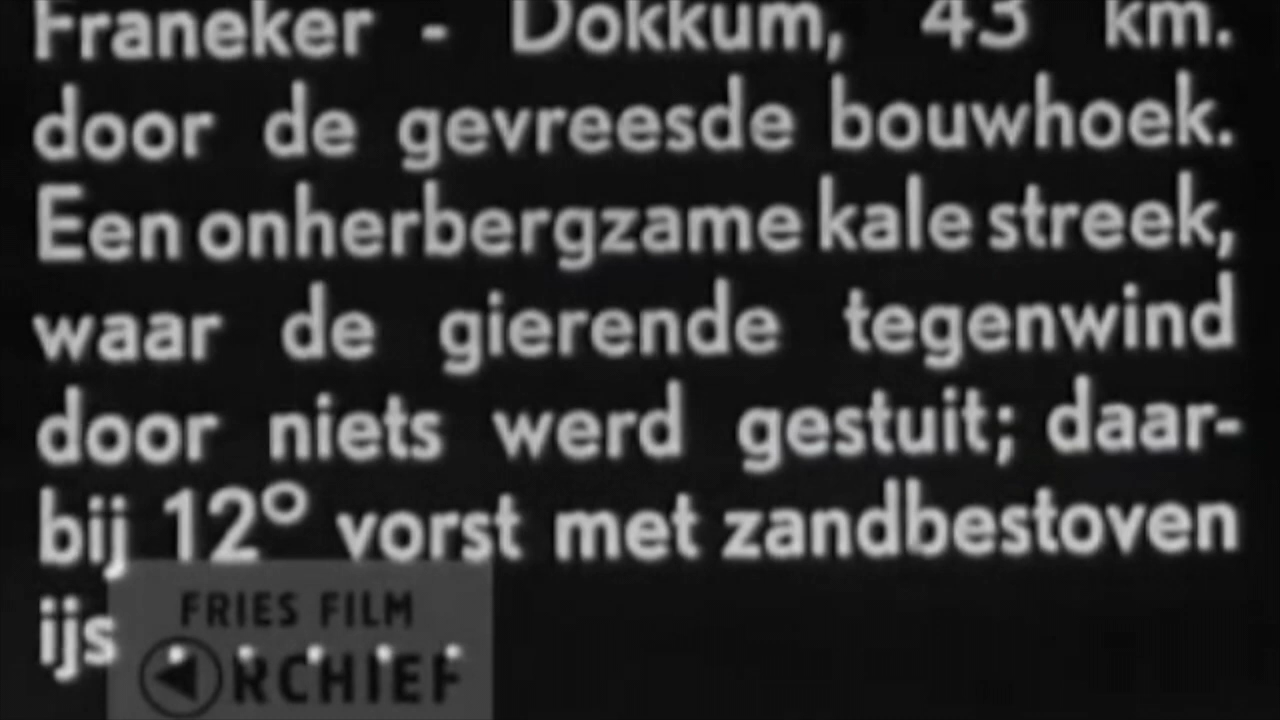 Franeker - Dokkum, 43 km.
door de gevreesde bouwhoek.
Een onherbergzame kale streek,
waar de gierende tegenwind
door niets werd gestuit; daar-
bij 12° vorst met zandbestoven
ijs . . . . .
FRIES FILM
ARCHIEF